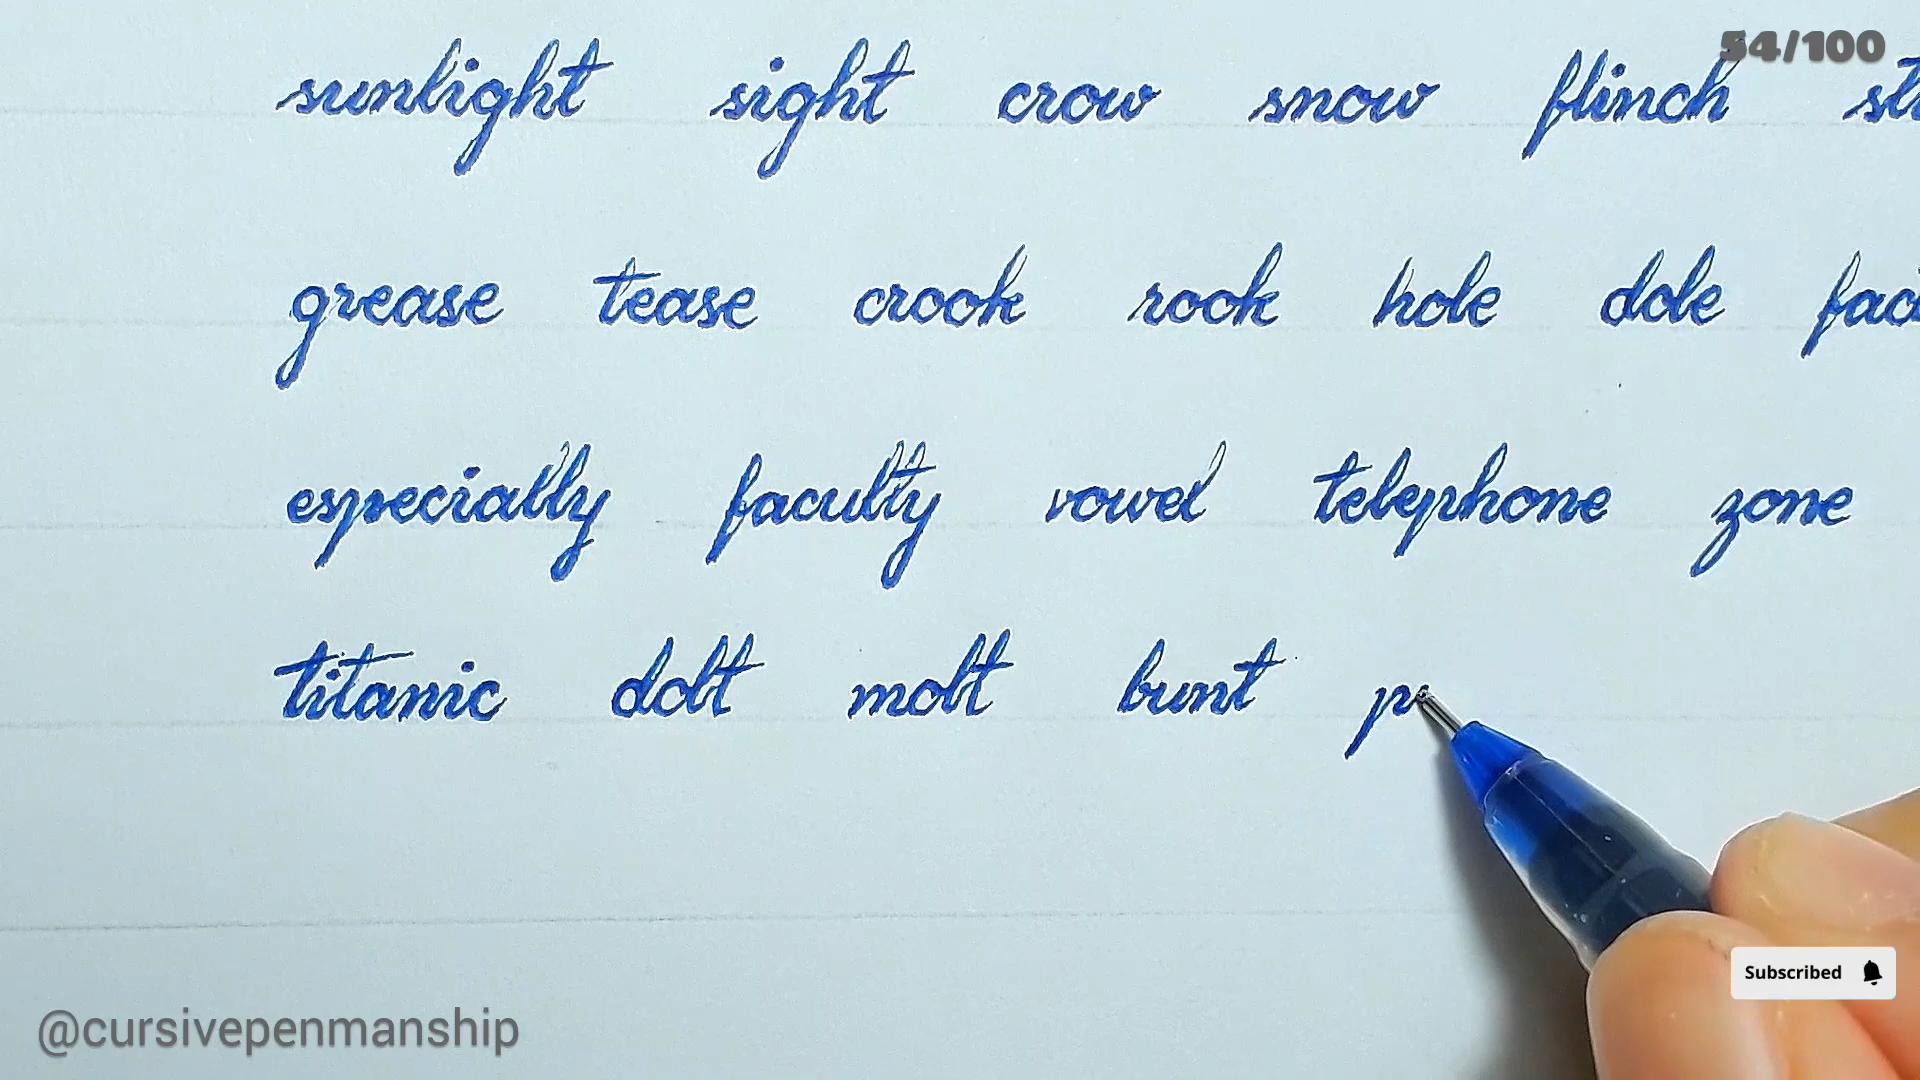 54/100
sunlight sight crow snow flinch
grease tease crook rook hole dole
especially faculty vowel telephone zone
titanic dolt molt bunt
Subscribed
@cursivepenmanship